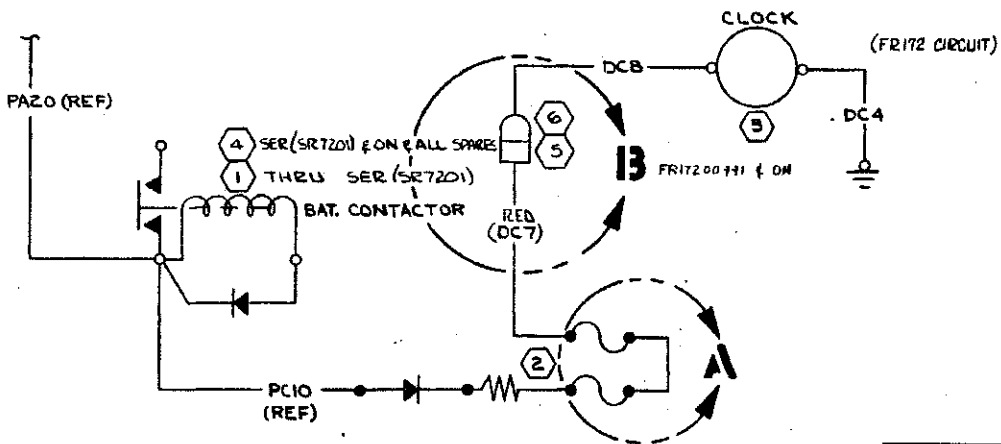 CLOCK
(FR172 CIRCUIT)
DC8
PA20 (REF)
6
4 SER (SR7201) & ON & ALL SPARES
5
3
DC4
B FR17200441 & ON
1 THRU SER (SR7201)
BAT. CONTACTOR
RED
(DC7)
2
A
PC10
(REF)